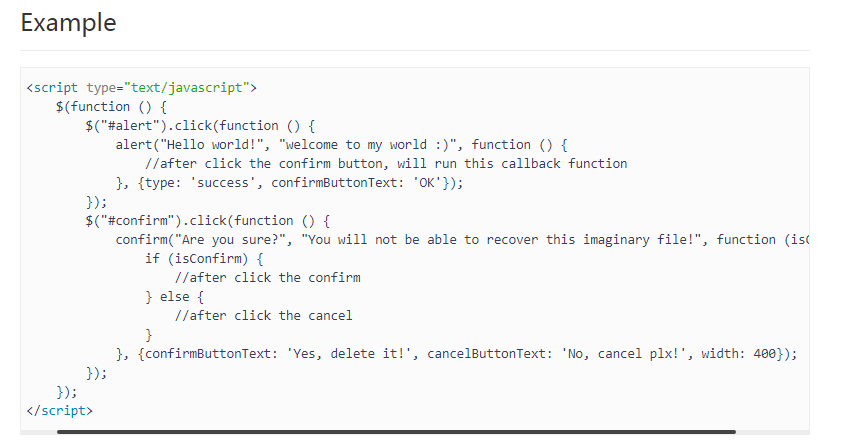 Example
<script type="text/javascript">
    $(function () {
        $("#alert").click(function () {
            alert("Hello world!", "welcome to my world :)", function () {
                //after click the confirm button, will run this callback function
            }, {type: 'success', confirmButtonText: 'OK'});
        });
        $("#confirm").click(function () {
            confirm("Are you sure?", "You will not be able to recover this imaginary file!", function (is
                if (isConfirm) {
                    //after click the confirm
                } else {
                    //after click the cancel
                }
            }, {confirmButtonText: 'Yes, delete it!', cancelButtonText: 'No, cancel plx!', width: 400});
        });
    });
</script>